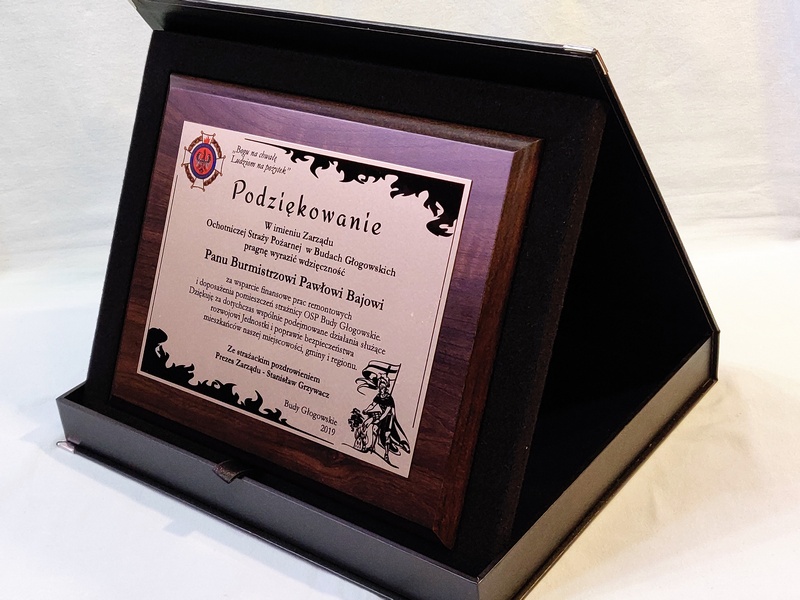 „Bogu na chwałę
Ludziom na pożytek”
Podziękowanie
W imieniu Zarządu
Ochotniczej Straży Pożarnej w Budach Głogowskich
pragnę wyrazić wdzięczność
Panu Burmistrzowi Pawłowi Bajowi
za wsparcie finansowe prac remontowych
i doposażenia pomieszczeń strażnicy OSP Budy Głogowskie.
Dziękuję za dotychczas wspólnie podejmowane działania służące
rozwojowi Jednostki i poprawie bezpieczeństwa
mieszkańców naszej miejscowości, gminy i regionu.
Ze strażackim pozdrowieniem
Prezes Zarządu - Stanisław Grzywacz
Budy Głogowskie
2019